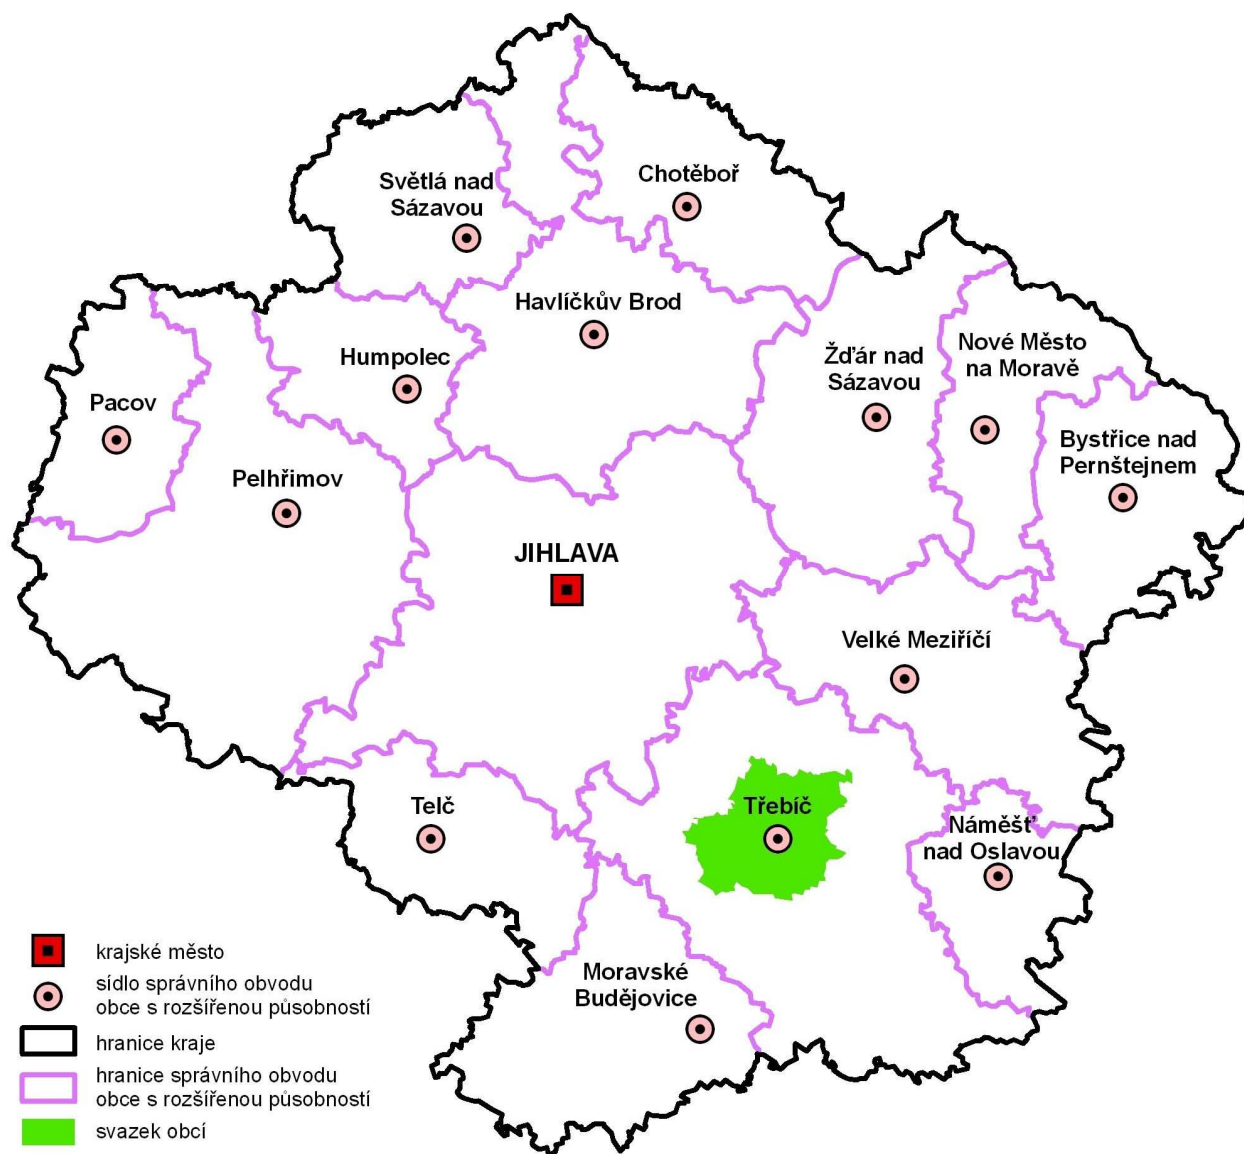 Chotěboř
Světlá nad
Sázavou
Havlíčkův Brod
Humpolec
Žďár nad
Sázavou
Nové Město
na Moravě
Pacov
Bystřice nad
Pernštejnem
Pelhřimov
JIHLAVA
Velké Meziříčí
Telč
Třebíč
Náměšť
nad Oslavou
Moravské
Budějovice
krajské město
sídlo správního obvodu
obce s rozšířenou působností
hranice kraje
hranice správního obvodu
obce s rozšířenou působností
svazek obcí